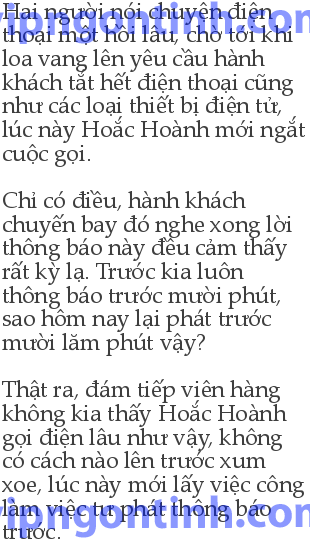 vipngontinh.com
Hai người nói chuyện điện
thoại một hồi lâu, chờ tới khi
loa vang lên yêu cầu hành
khách tắt hết điện thoại cũng
như các loại thiết bị điện tử,
lúc này Hoắc Hoành mới ngắt
cuộc gọi.
Chỉ có điều, hành khách
chuyến bay đó nghe xong lời
thông báo này đều cảm thấy
rất kỳ lạ. Trước kia luôn
thông báo trước mười phút,
sao hôm nay lại phát trước
mười lăm phút vậy?
Thật ra, đám tiếp viên hàng
không kia thấy Hoắc Hoành
gọi điện lâu như vậy, không
có cách nào lên trước xum
xoe, lúc này mới lấy việc công
làm việc tư phát thông báo
trước.
vipngontinh.com